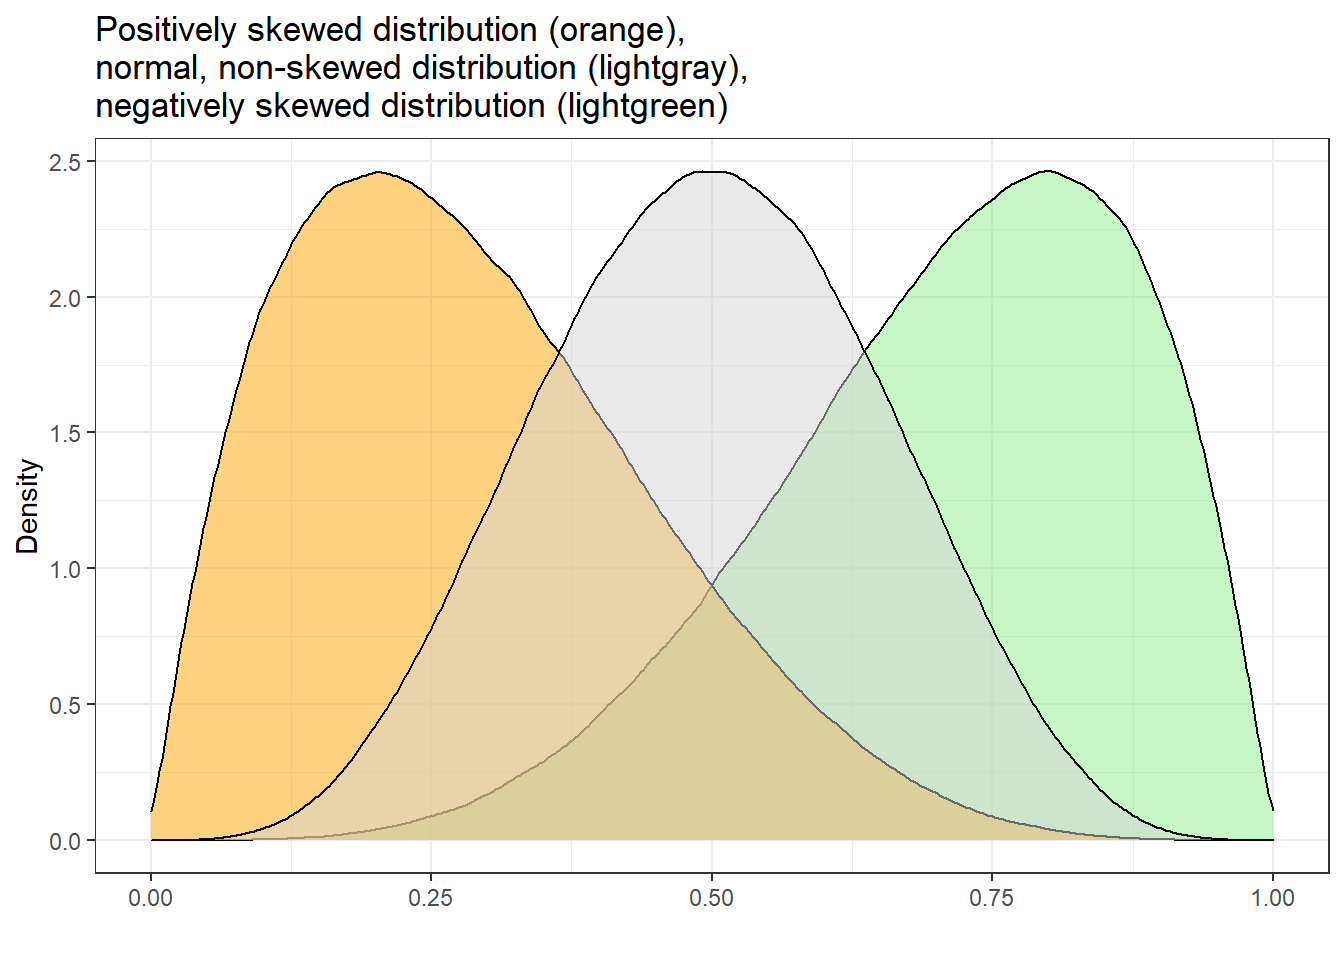 Positively skewed distribution (orange),
normal, non-skewed distribution (lightgray),
negatively skewed distribution (lightgreen)
2.5
2.0
1.5
1.0
0.5
0.0
Density
0.00 0.25 0.50 0.75 1.00